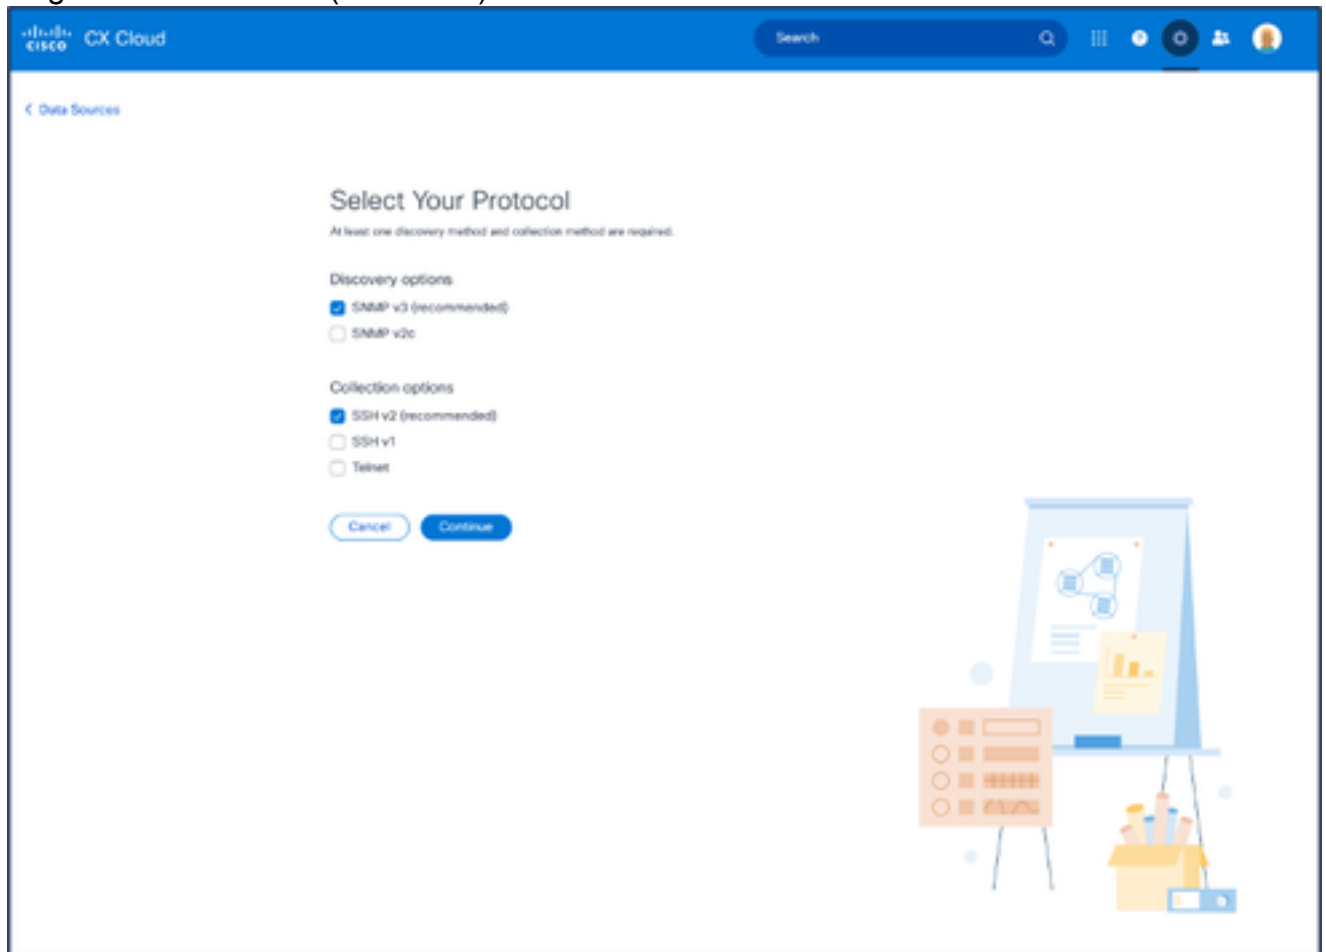 cisco CX Cloud
Search
Data Sources
Select Your Protocol
At least one discovery method and collection method are required.
Discovery options
SNMP v3 (recommended)
SNMP v2c
Collection options
SSH v2 (recommended)
SSH v1
Telnet
Cancel Continue